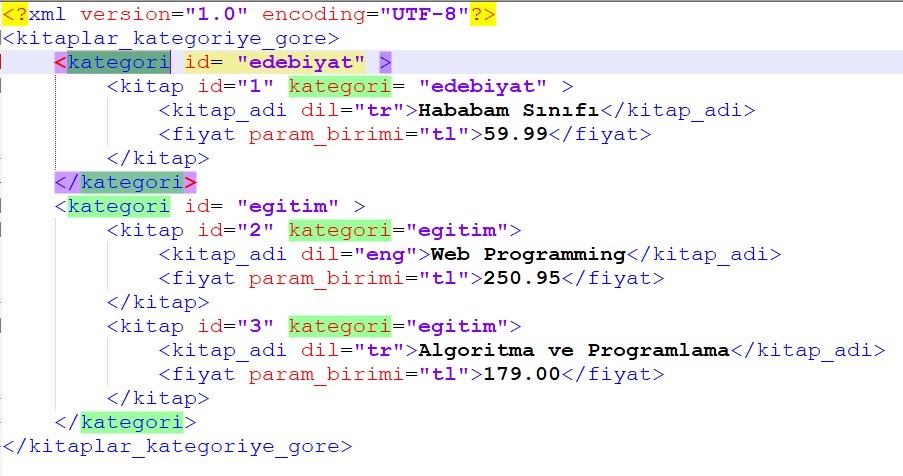 <?xml version="1.0" encoding="UTF-8"?>
<kitaplar_kategoriye_gore>
    <kategori id= "edebiyat" >
        <kitap id="1" kategori= "edebiyat" >
            <kitap_adi dil="tr">Hababam Sınıfı</kitap_adi>
            <fiyat param_birimi="tl">59.99</fiyat>
        </kitap>
    </kategori>
    <kategori id= "egitim" >
        <kitap id="2" kategori="egitim">
            <kitap_adi dil="eng">Web Programming</kitap_adi>
            <fiyat param_birimi="tl">250.95</fiyat>
        </kitap>
        <kitap id="3" kategori="egitim">
            <kitap_adi dil="tr">Algoritma ve Programlama</kitap_adi>
            <fiyat param_birimi="tl">179.00</fiyat>
        </kitap>
    </kategori>
</kitaplar_kategoriye_gore>